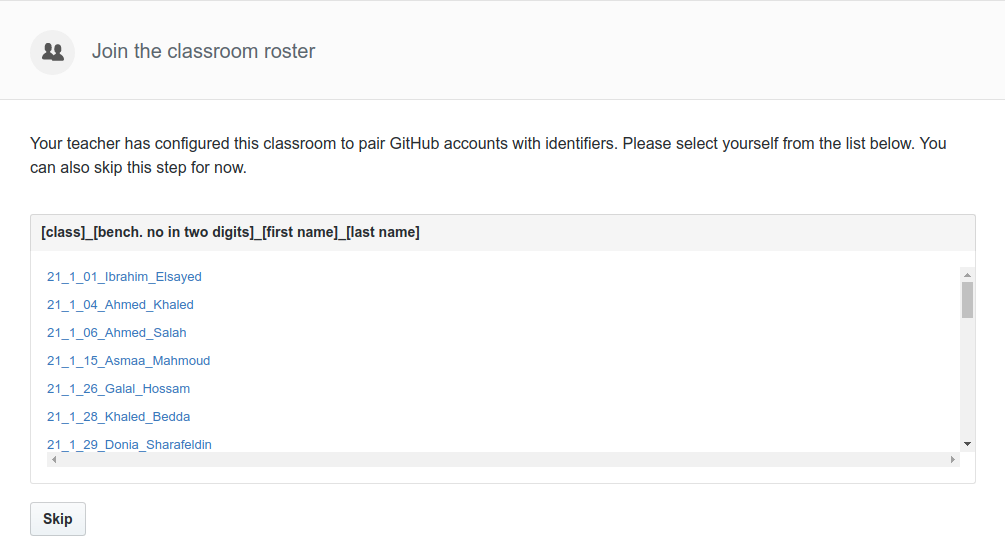 Join the classroom roster
Your teacher has configured this classroom to pair GitHub accounts with identifiers. Please select yourself from the list below. You
can also skip this step for now.
[class]_[bench. no in two digits]_[first name]_[last name]
21_1_01_Ibrahim_Elsayed
21_1_04_Ahmed_Khaled
21_1_06_Ahmed_Salah
21_1_15_Asmaa_Mahmoud
21_1_26_Galal_Hossam
21_1_28_Khaled_Bedda
21_1_29_Donia_Sharafeldin
Skip